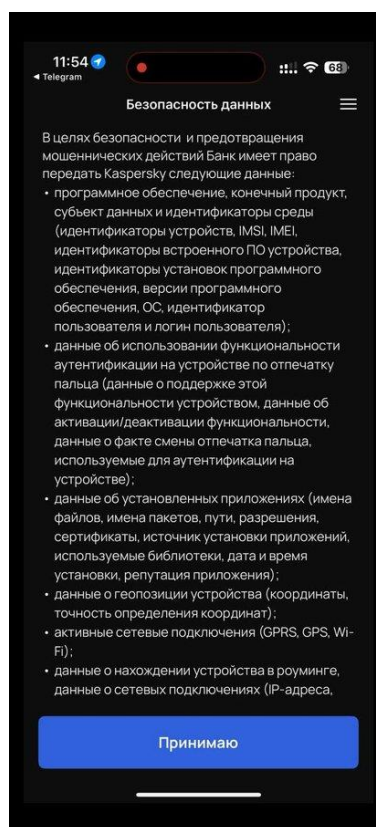 11:54
68
◄ Telegram
Безопасность данных
В целях безопасности и предотвращения
мошеннических действий Банк имеет право
передать Kaspersky следующие данные:
• программное обеспечение, конечный продукт,
субъект данных и идентификаторы среды
(идентификаторы устройств, IMSI, IMEI,
идентификаторы встроенного ПО устройства,
идентификаторы установок программного
обеспечения, версии программного
обеспечения, ОС, идентификатор
пользователя и логин пользователя);
• данные об использовании функциональности
аутентификации на устройстве по отпечатку
пальца (данные о поддержке этой
функциональности устройством, данные об
активации/деактивации функциональности,
данные о факте смены отпечатка пальца,
используемые для аутентификации на
устройстве);
• данные об установленных приложениях (имена
файлов, имена пакетов, пути, разрешения,
сертификаты, источник установки приложений,
используемые библиотеки, дата и время
установки, репутация приложения);
• данные о геопозиции устройства (координаты,
точность определения координат);
• активные сетевые подключения (GPRS, GPS, Wi-
Fi);
• данные о нахождении устройства в роуминге,
данные о сетевых подключениях (IP-адреса,
Принимаю